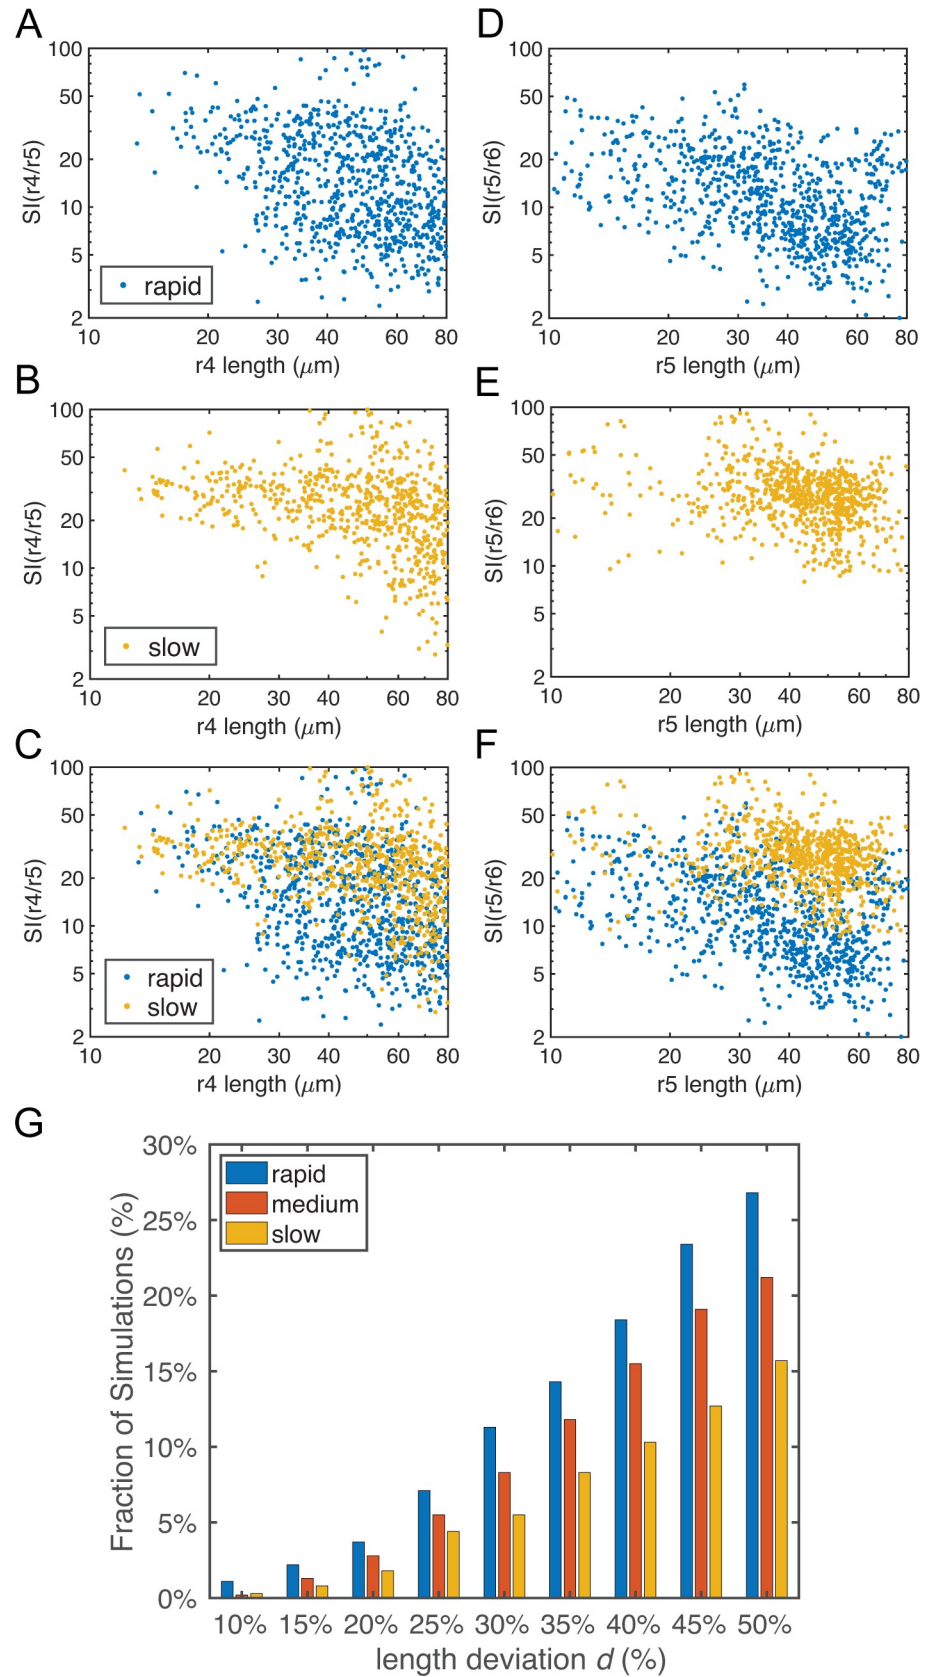 A
100
50
20
10
5
2
SI(r4/r5)
rapid
10 20 30 40 60 80
r4 length (μm)
D
100
50
20
10
5
2
SI(r5/r6)
10 20 30 40 60 80
r5 length (μm)
B
100
50
20
10
5
2
SI(r4/r5)
slow
10 20 30 40 60 80
r4 length (μm)
E
100
50
20
10
5
2
SI(r5/r6)
10 20 30 40 60 80
r5 length (μm)
C
100
50
20
10
5
2
SI(r4/r5)
rapid
slow
10 20 30 40 60 80
r4 length (μm)
F
100
50
20
10
5
2
SI(r5/r6)
10 20 30 40 60 80
r5 length (μm)
G
30%
25%
20%
15%
10%
5%
0%
Fraction of Simulations (%)
rapid
medium
slow
10% 15% 20% 25% 30% 35% 40% 45% 50%
length deviation d (%)